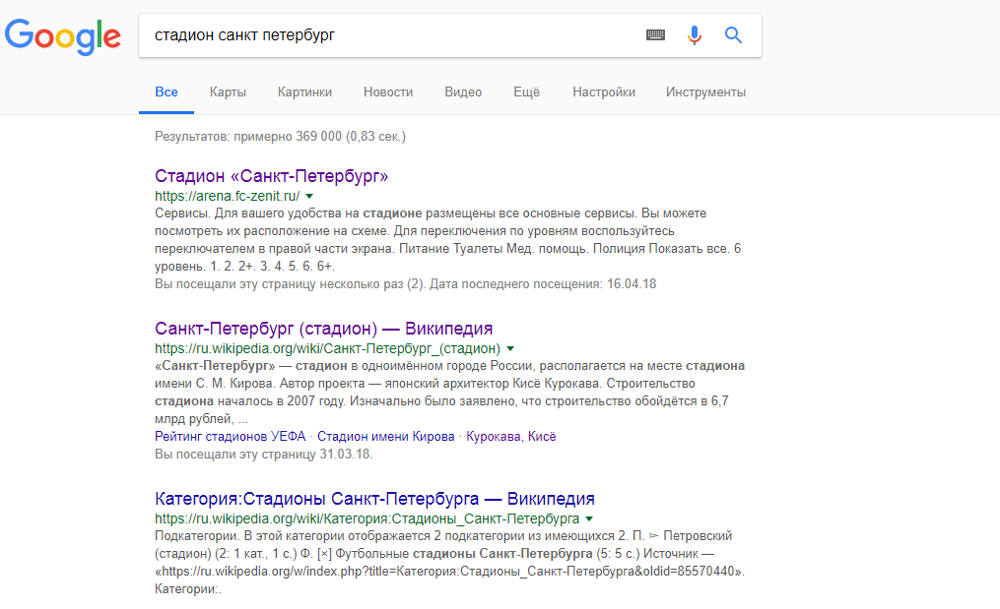 Google
стадион санкт петербург
Все Карты Картинки Новости Видео Ещё Настройки Инструменты
Результатов: примерно 369 000 (0,83 сек.)
Стадион «Санкт-Петербург»
https://arena.fc-zenit.ru/
Сервисы. Для вашего удобства на стадионе размещены все основные сервисы. Вы можете
посмотреть их расположение на схеме. Для переключения по уровням воспользуйтесь
переключателем в правой части экрана. Питание Туалеты Мед. помощь. Полиция Показать все. 6
уровень. 1. 2. 2+. 3. 4. 5. 6. 6+.
Вы посещали эту страницу несколько раз (2). Дата последнего посещения: 16.04.18
Санкт-Петербург (стадион) — Википедия
https://ru.wikipedia.org/wiki/Санкт-Петербург_(стадион)
«Санкт-Петербург» — стадион в одноимённом городе России, располагается на месте стадиона
имени С. М. Кирова. Автор проекта — японский архитектор Кисё Курокава. Строительство
стадиона началось в 2007 году. Изначально было заявлено, что строительство обойдётся в 6,7
млрд рублей, ...
Рейтинг стадионов УЕФА · Стадион имени Кирова · Курокава, Кисё
Вы посещали эту страницу 31.03.18.
Категория:Стадионы Санкт-Петербурга — Википедия
https://ru.wikipedia.org/wiki/Категория:Стадионы_Санкт-Петербурга
Подкатегории. В этой категории отображается 2 подкатегории из имеющихся 2. П. ▻ Петровский
(стадион) (2: 1 кат., 1 с.) Ф. [×] Футбольные стадионы Санкт-Петербурга (5: 5 с.) Источник —
«https://ru.wikipedia.org/w/index.php?title=Категория:Стадионы_Санкт-Петербурга&oldid=85570440».
Категории:.